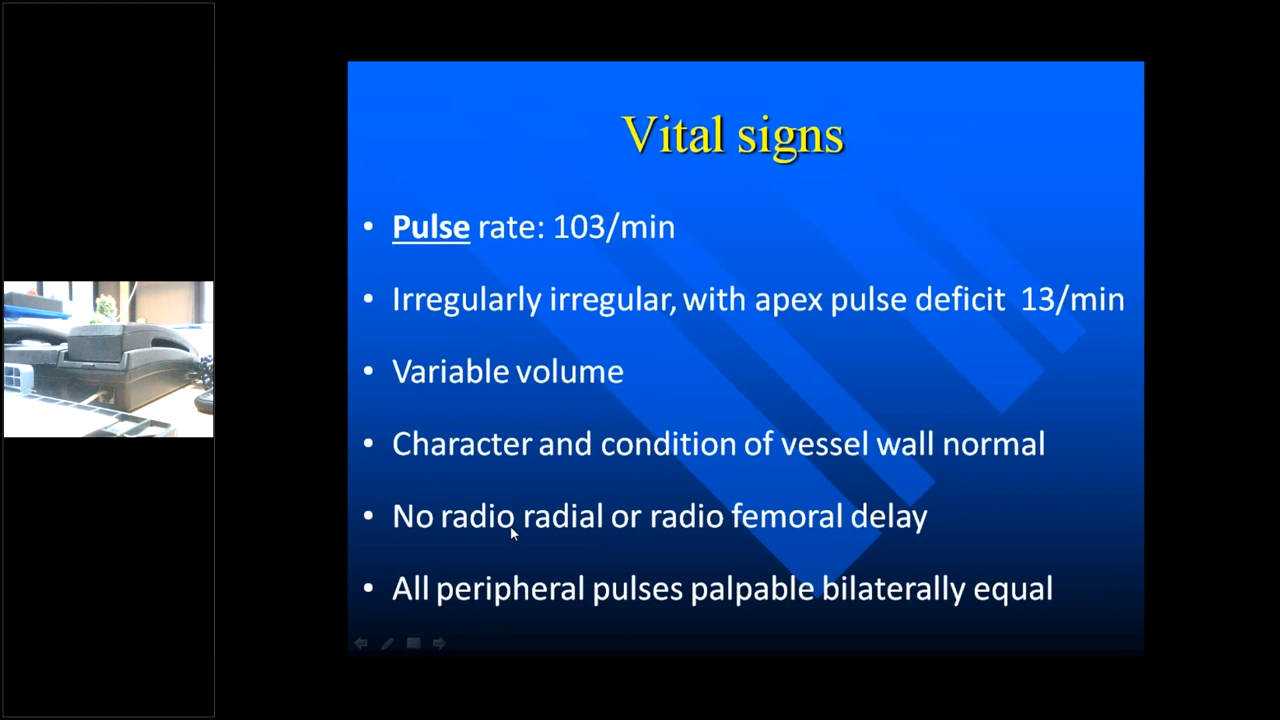 Vital signs
• Pulse rate: 103/min
• Irregularly irregular, with apex pulse deficit 13/min
• Variable volume
• Character and condition of vessel wall normal
• No radio radial or radio femoral delay
• All peripheral pulses palpable bilaterally equal